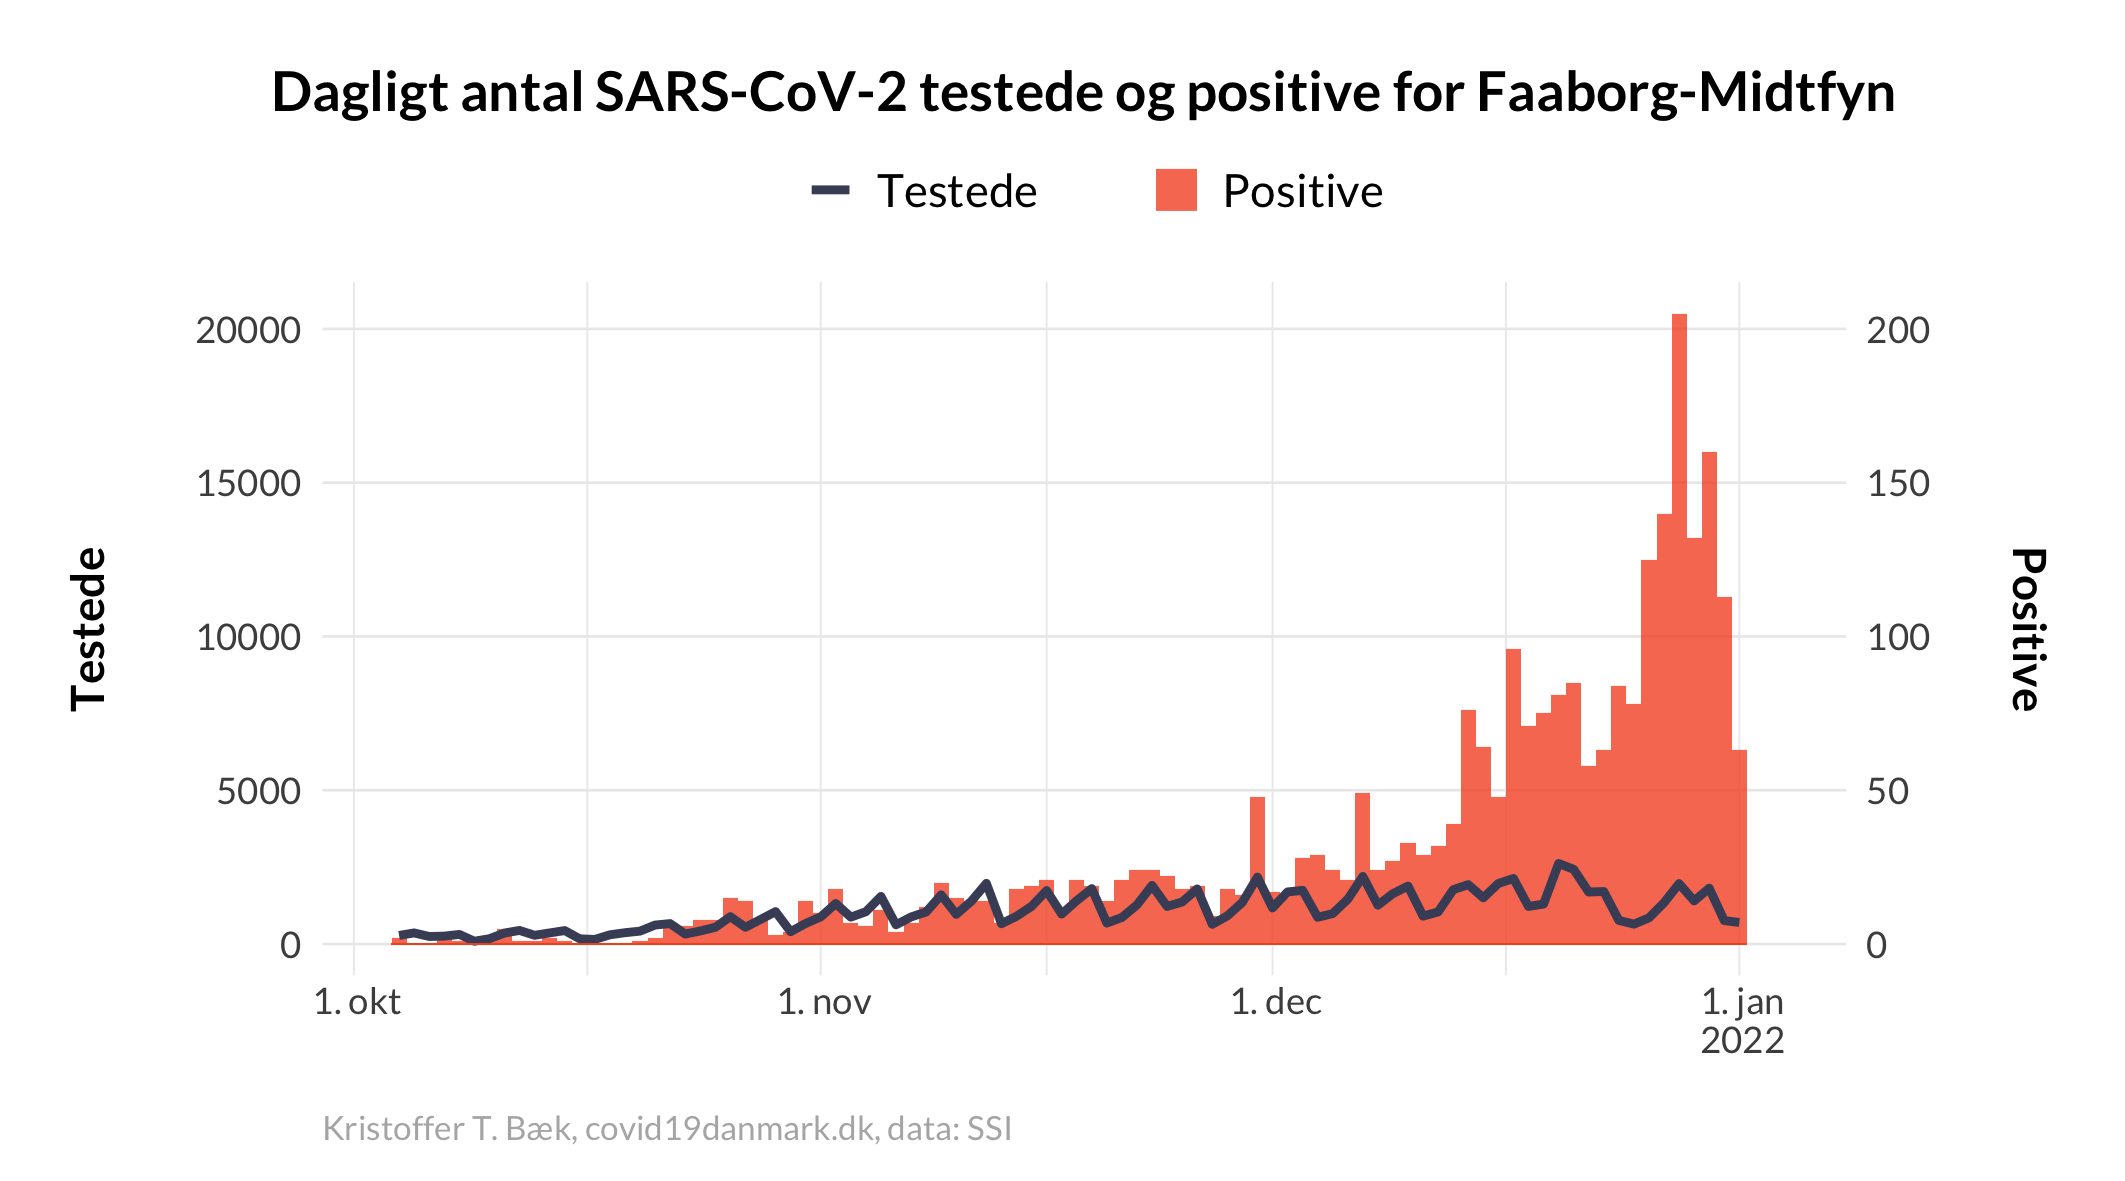 Dagligt antal SARS-CoV-2 testede og positive for Faaborg-Midtfyn
Testede
Positive
20000
15000
10000
5000
0
200
150
100
50
0
Testede
Positive
1. okt
1. nov
1. dec
1. jan
2022
Kristoffer T. Bæk, covid19danmark.dk, data: SSI